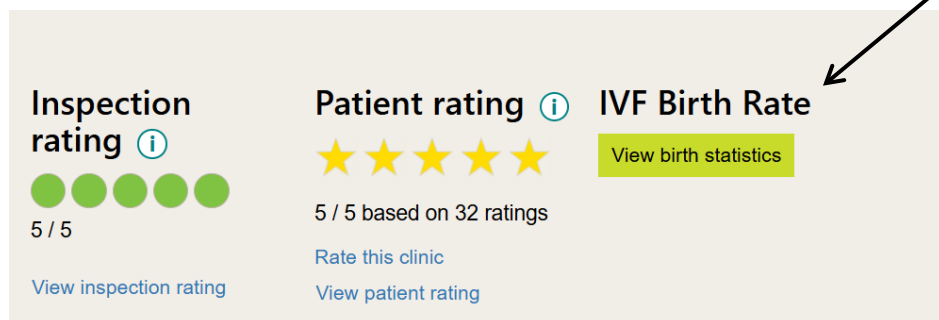 Inspection
rating i
5 / 5
View inspection rating
Patient rating i
5 / 5 based on 32 ratings
Rate this clinic
View patient rating
IVF Birth Rate
View birth statistics